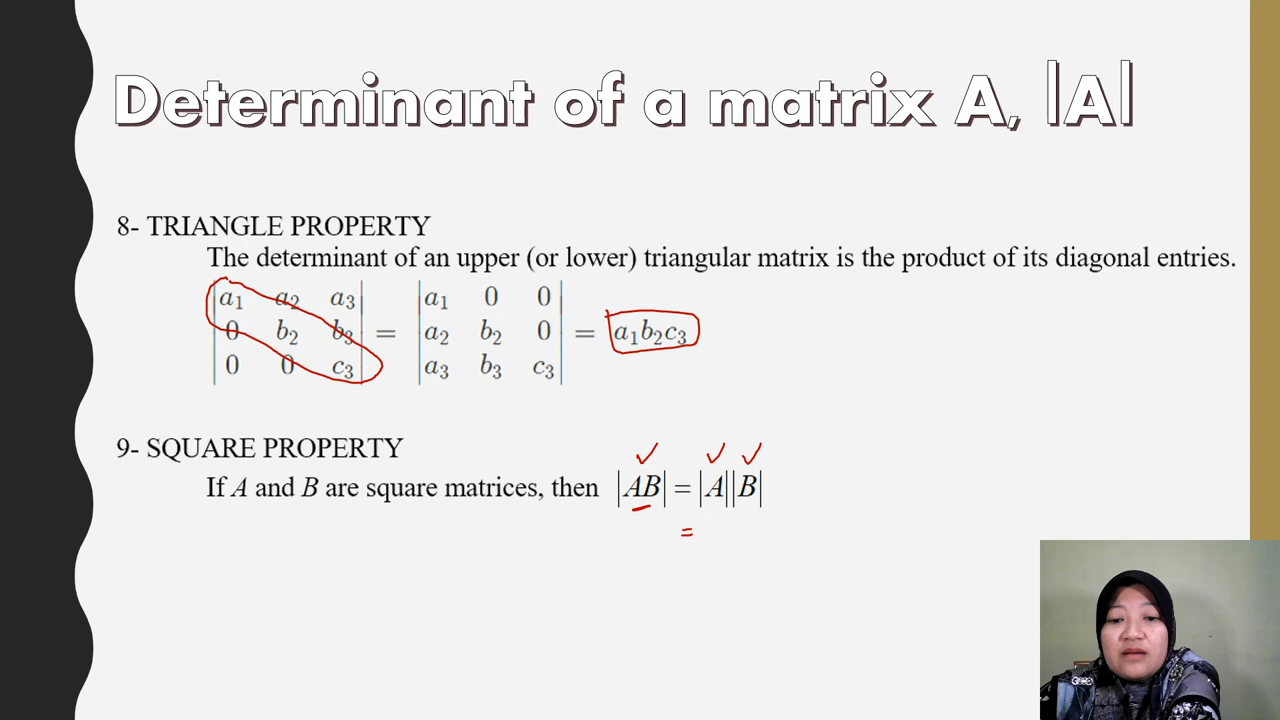 Determinant of a matrix A, |A|
8- TRIANGLE PROPERTY
The determinant of an upper (or lower) triangular matrix is the product of its diagonal entries.
|a₁ a₂ a₃| |a₁ 0 0|
|0 b₂ b₃| = |a₂ b₂ 0| = a₁b₂c₃
|0 0 c₃| |a₃ b₃ c₃|
9- SQUARE PROPERTY
✓ ✓ ✓
If A and B are square matrices, then |AB| = |A||B|
=